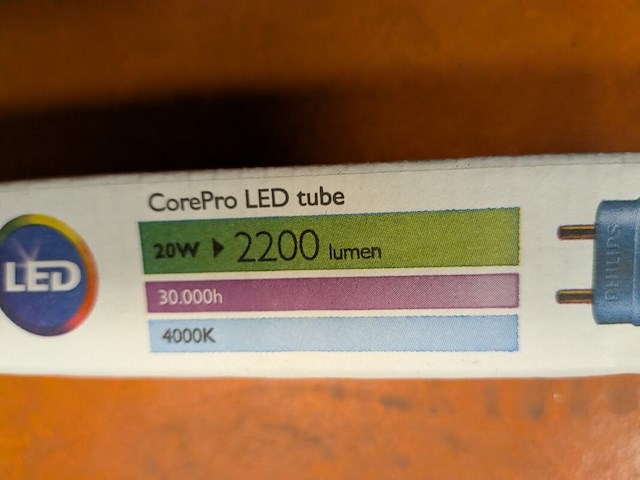 CorePro LED tube
LED
20W ▶ 2200 lumen
30.000h
4000K
PHILIPS